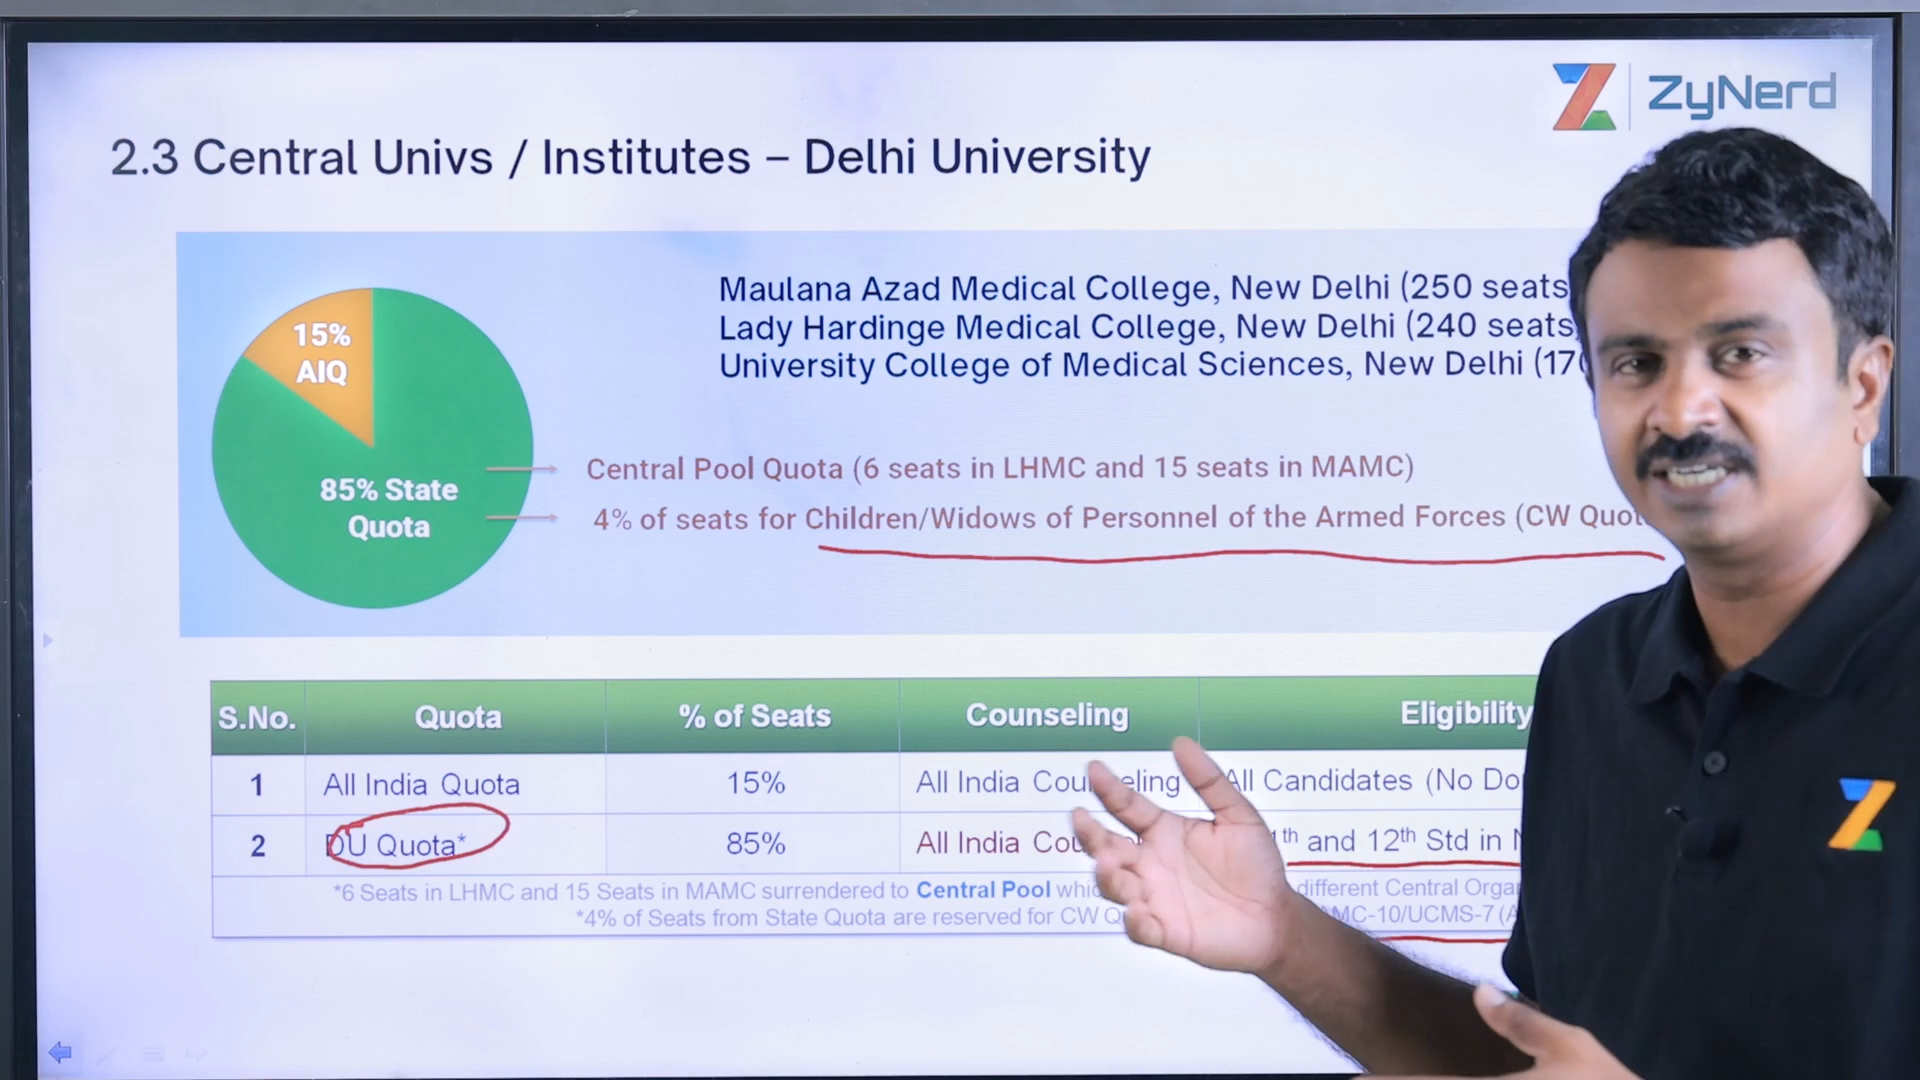 ZyNerd
2.3 Central Univs / Institutes – Delhi University
Maulana Azad Medical College, New Delhi (250 seats
Lady Hardinge Medical College, New Delhi (240 seats
University College of Medical Sciences, New Delhi (170
15%
AIQ
85% State
Quota
Central Pool Quota (6 seats in LHMC and 15 seats in MAMC)
4% of seats for Children/Widows of Personnel of the Armed Forces (CW
S.No. Quota % of Seats Counseling Eligibility
1 All India Quota 15% All India All Candidates (No
2 DU Quota* 85% All India and 12th Std in
*6 Seats in LHMC and 15 Seats in MAMC surrendered to Central Pool different Central
*4% of Seats from State Quota are reserved for CW